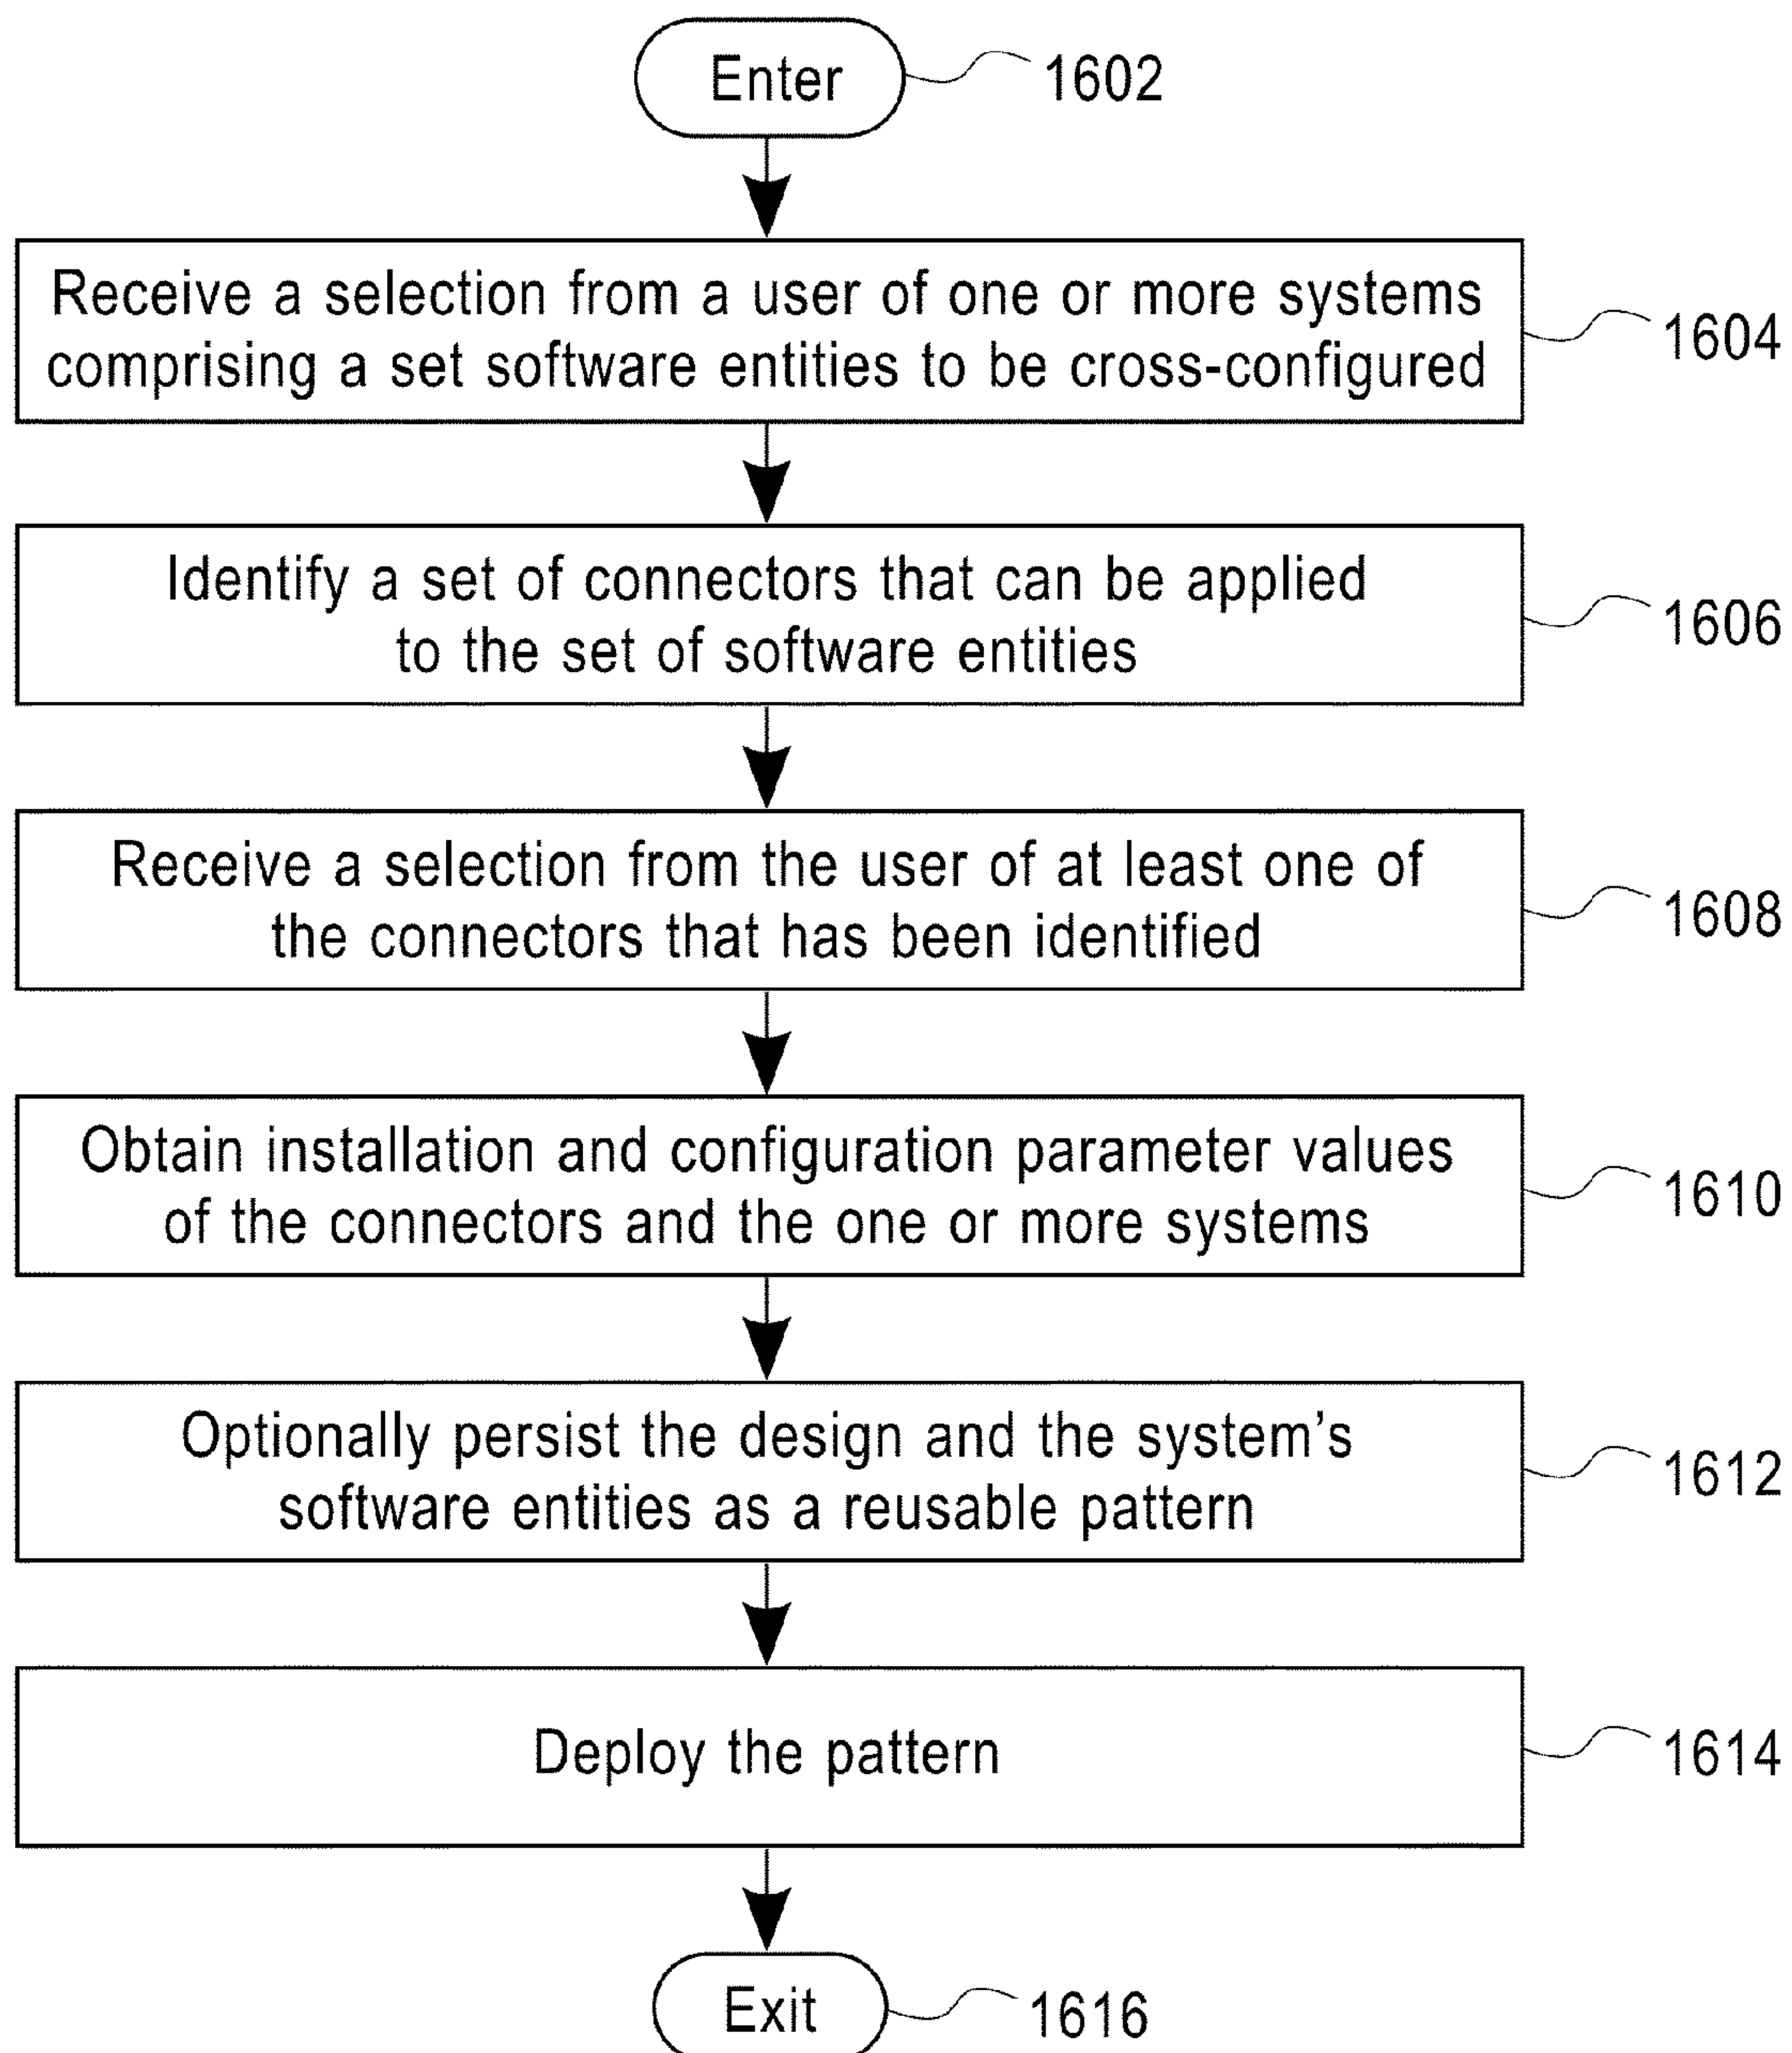 Enter
1602
Receive a selection from a user of one or more systems
comprising a set software entities to be cross-configured
1604
Identify a set of connectors that can be applied
to the set of software entities
1606
Receive a selection from the user of at least one of
the connectors that has been identified
1608
Obtain installation and configuration parameter values
of the connectors and the one or more systems
1610
Optionally persist the design and the system's
software entities as a reusable pattern
1612
Deploy the pattern
1614
Exit
1616